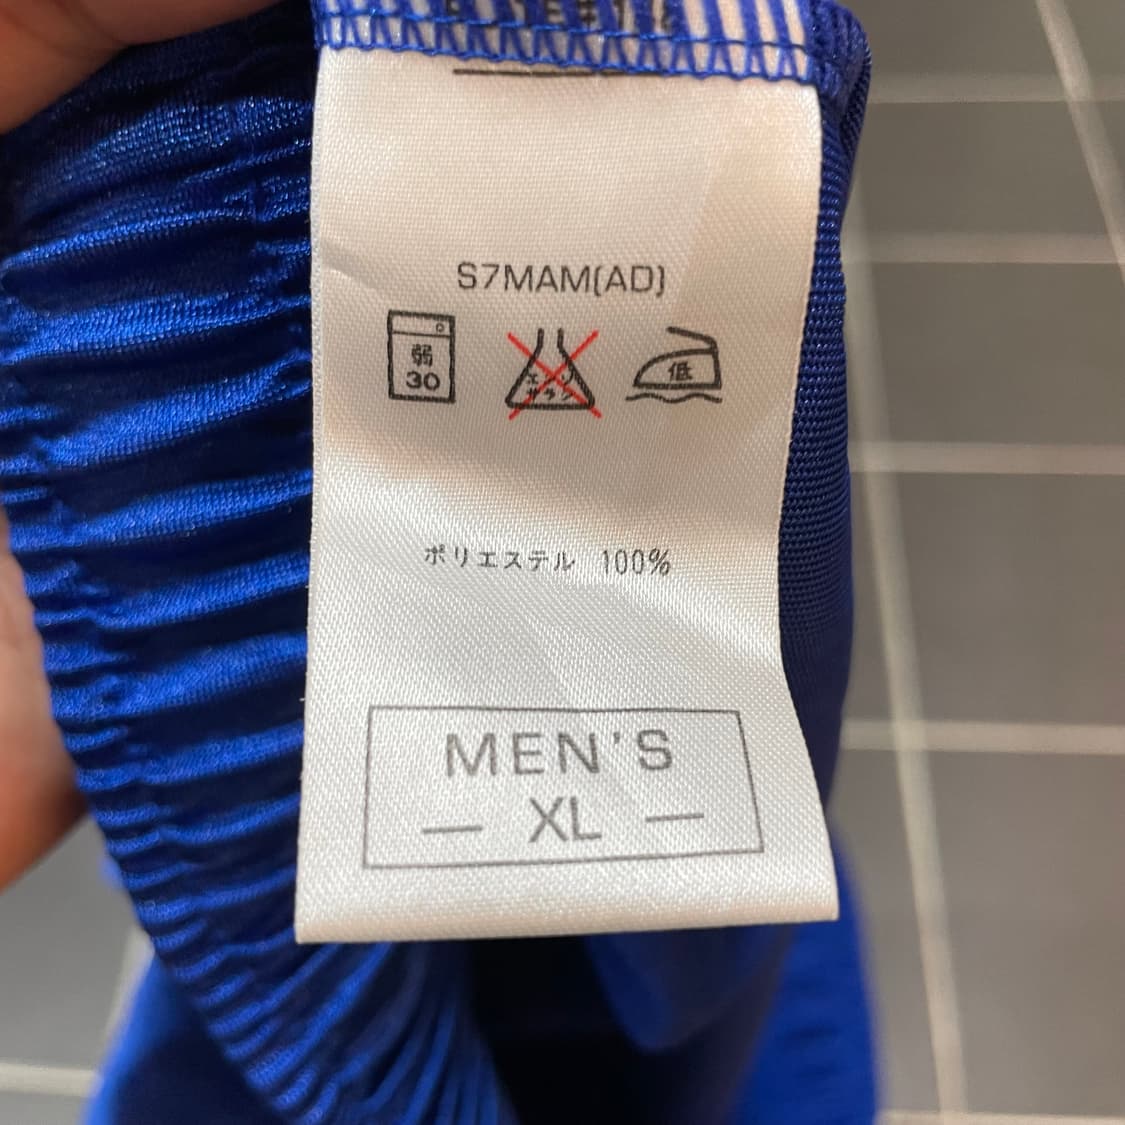 S7MAM(AD)
弱
30
エンソ
サラシ
低
ポリエステル 100%
MEN'S
— XL —